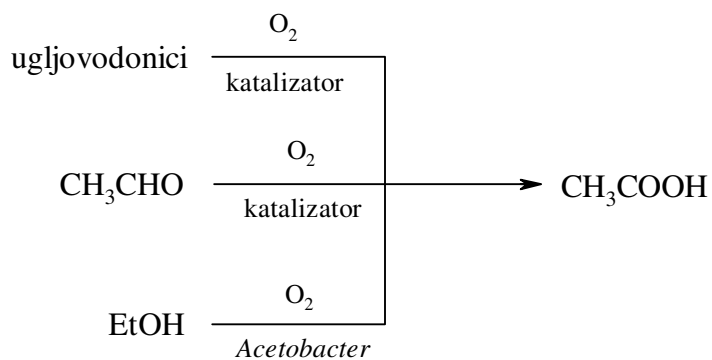 O₂
ugljovodonici
katalizator
O₂
CH₃CHO
katalizator
CH₃COOH
O₂
EtOH
Acetobacter